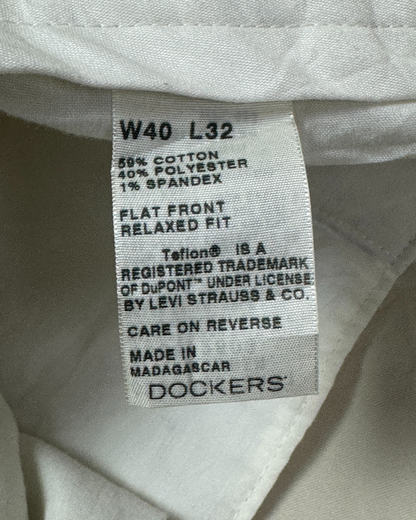 W40 L32
59% COTTON
40% POLYESTER
1% SPANDEX
FLAT FRONT
RELAXED FIT
Teflon® IS A
REGISTERED TRADEMARK
OF DuPONT™ UNDER LICENSE
BY LEVI STRAUSS & CO.
CARE ON REVERSE
MADE IN
MADAGASCAR
DOCKERS®